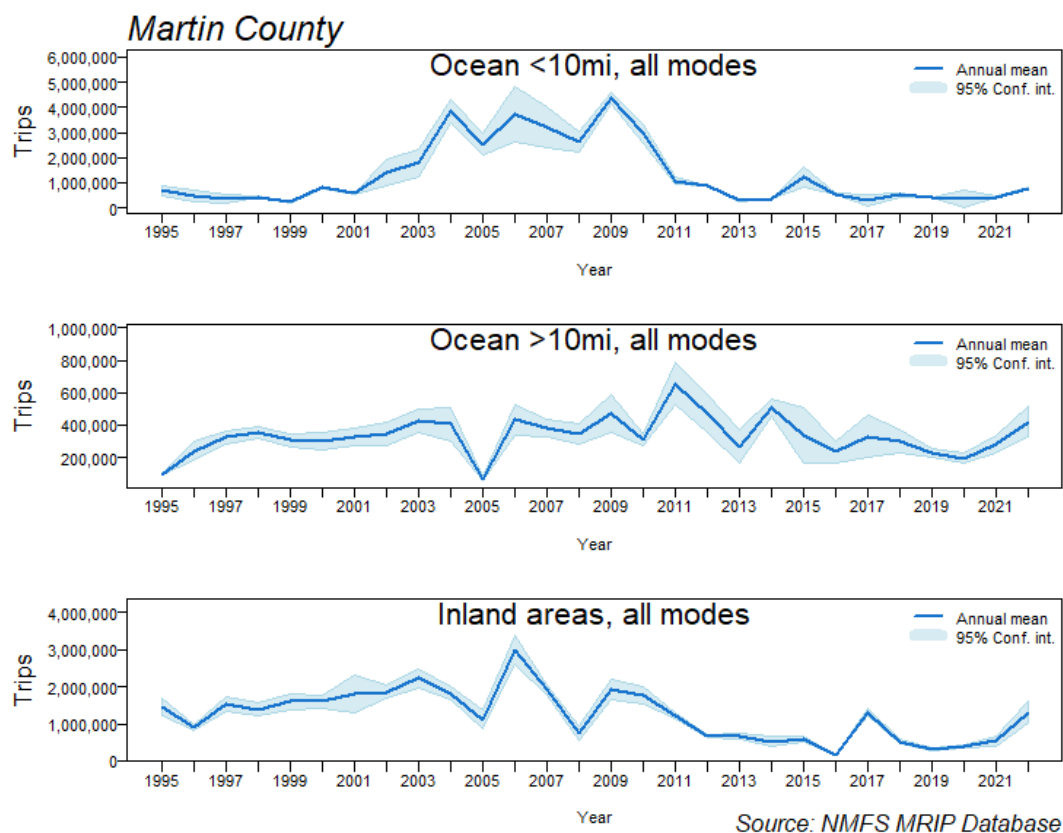 Martin County
Ocean <10mi, all modes
Annual mean
95% Conf. int.
Trips
6,000,000
5,000,000
4,000,000
3,000,000
2,000,000
1,000,000
0
1995 1997 1999 2001 2003 2005 2007 2009 2011 2013 2015 2017 2019 2021
Year
Ocean >10mi, all modes
Annual mean
95% Conf. int.
Trips
1,000,000
800,000
600,000
400,000
200,000
1995 1997 1999 2001 2003 2005 2007 2009 2011 2013 2015 2017 2019 2021
Year
Inland areas, all modes
Annual mean
95% Conf. int.
Trips
4,000,000
3,000,000
2,000,000
1,000,000
0
1995 1997 1999 2001 2003 2005 2007 2009 2011 2013 2015 2017 2019 2021
Year
Source: NMFS MRIP Database